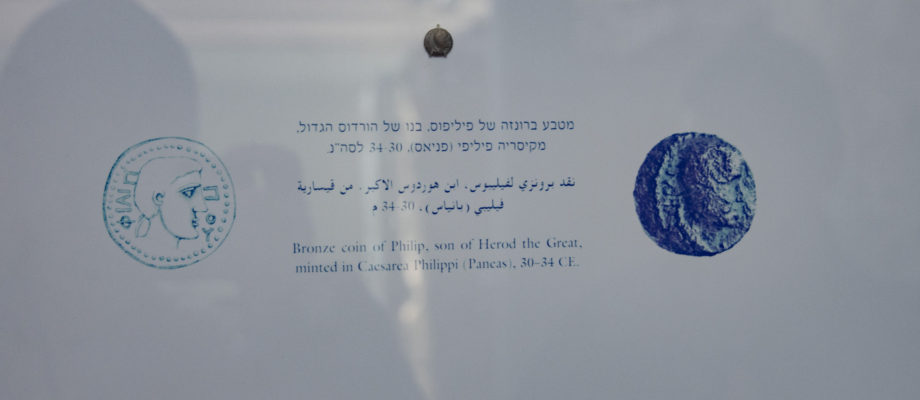 מטבע ברונזה של פיליפוס, בנו של הורדוס הגדול,
מקיסריה פיליפי (פניאס), 34-30 לסה"נ.
نقد برونزي لفيليبوس، ابن هوردوس الاكبر، من قيسارية
فيليبي (بانياس)، 30-34 م
Bronze coin of Philip, son of Herod the Great,
minted in Caesarea Philippi (Paneas), 30–34 CE.
ΦΙΛΙΠ
Π